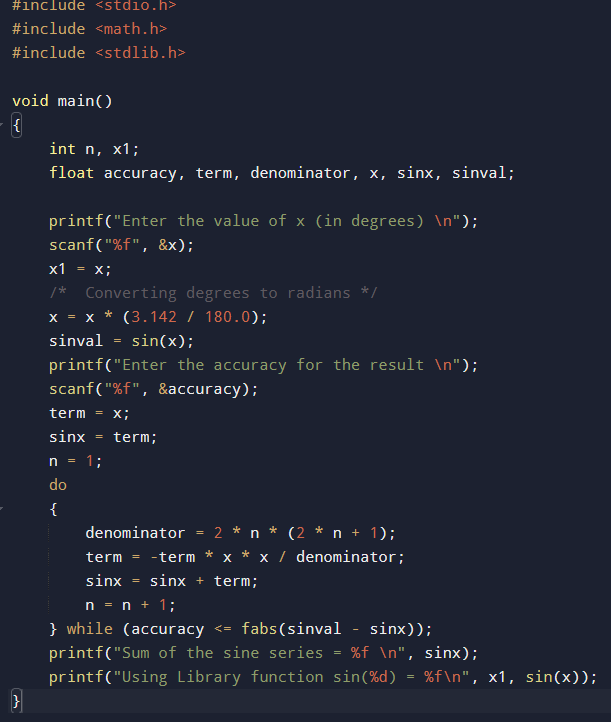 #include <stdio.h>
#include <math.h>
#include <stdlib.h>

void main()
{
    int n, x1;
    float accuracy, term, denominator, x, sinx, sinval;

    printf("Enter the value of x (in degrees) \n");
    scanf("%f", &x);
    x1 = x;
    /*  Converting degrees to radians */
    x = x * (3.142 / 180.0);
    sinval = sin(x);
    printf("Enter the accuracy for the result \n");
    scanf("%f", &accuracy);
    term = x;
    sinx = term;
    n = 1;
    do
    {
        denominator = 2 * n * (2 * n + 1);
        term = -term * x * x / denominator;
        sinx = sinx + term;
        n = n + 1;
    } while (accuracy <= fabs(sinval - sinx));
    printf("Sum of the sine series = %f \n", sinx);
    printf("Using Library function sin(%d) = %f\n", x1, sin(x));
}